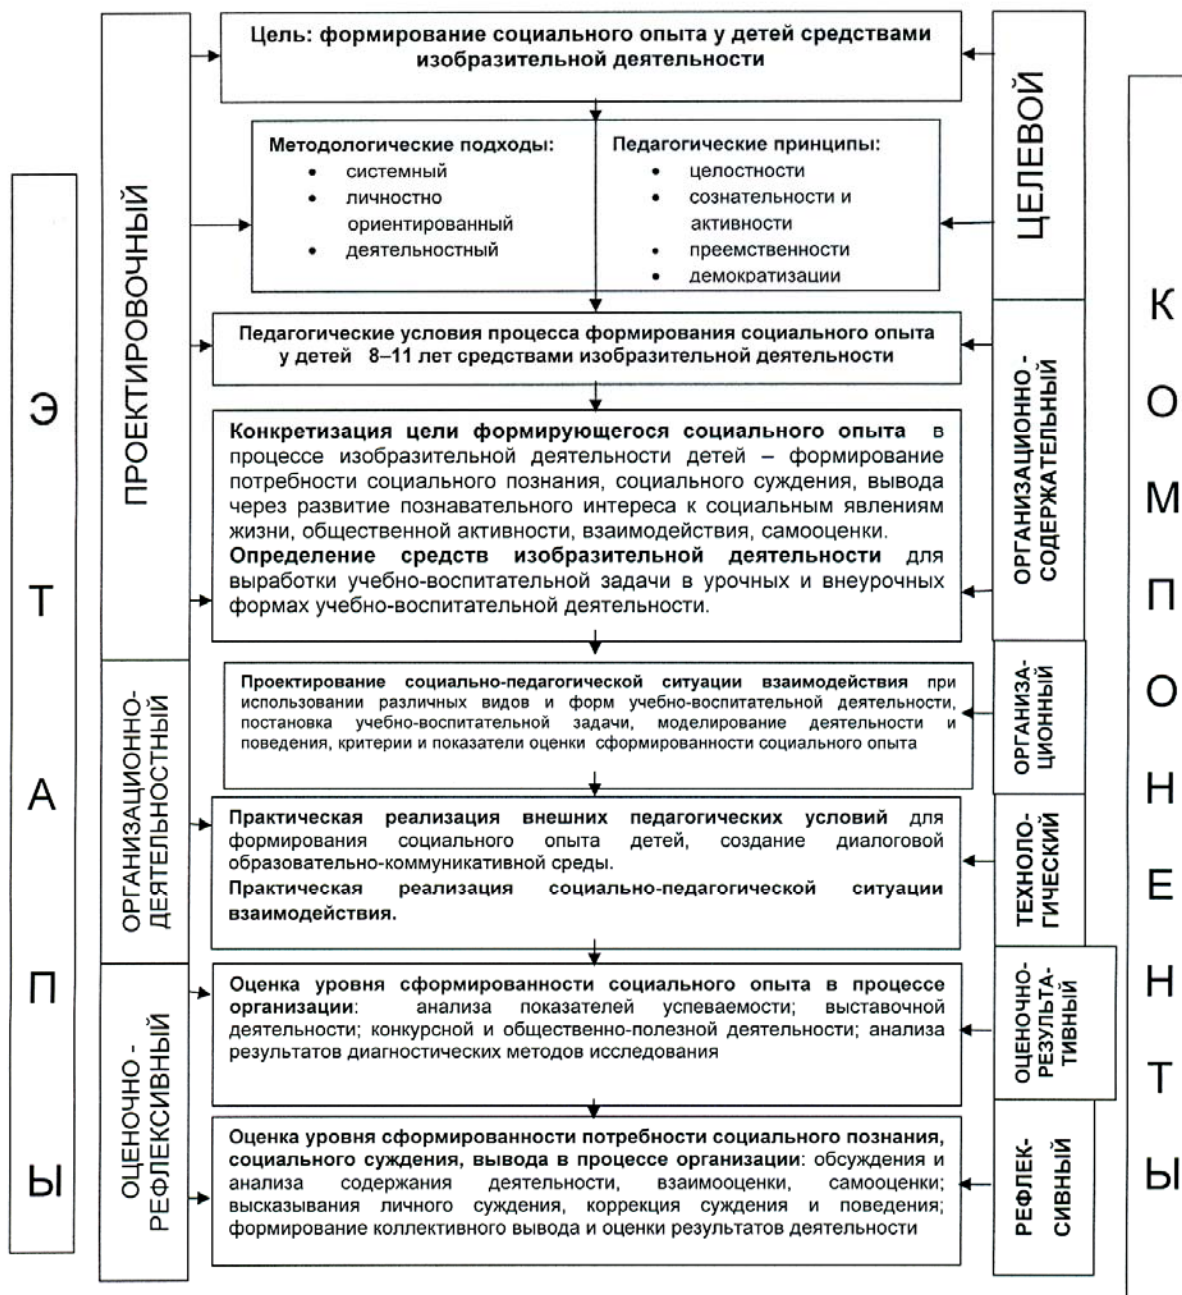 Цель: формирование социального опыта у детей средствами
изобразительной деятельности
Методологические подходы:
• системный
• личностно
ориентированный
• деятельностный
Педагогические принципы:
• целостности
• сознательности и
активности
• преемственности
• демократизации
Педагогические условия процесса формирования социального опыта
у детей 8–11 лет средствами изобразительной деятельности
Конкретизация цели формирующегося социального опыта в
процессе изобразительной деятельности детей – формирование
потребности социального познания, социального суждения, вывода
через развитие познавательного интереса к социальным явлениям
жизни, общественной активности, взаимодействия, самооценки.
Определение средств изобразительной деятельности для
выработки учебно-воспитательной задачи в урочных и внеурочных
формах учебно-воспитательной деятельности.
Проектирование социально-педагогической ситуации взаимодействия при
использовании различных видов и форм учебно-воспитательной деятельности,
постановка учебно-воспитательной задачи, моделирование деятельности и
поведения, критерии и показатели оценки сформированности социального опыта
Практическая реализация внешних педагогических условий для
формирования социального опыта детей, создание диалоговой
образовательно-коммуникативной среды.
Практическая реализация социально-педагогической ситуации
взаимодействия.
Оценка уровня сформированности социального опыта в процессе
организации: анализа показателей успеваемости; выставочной
деятельности; конкурсной и общественно-полезной деятельности; анализа
результатов диагностических методов исследования
Оценка уровня сформированности потребности социального познания,
социального суждения, вывода в процессе организации: обсуждения и
анализа содержания деятельности, взаимооценки, самооценки;
высказывания личного суждения, коррекция суждения и поведения;
формирование коллективного вывода и оценки результатов деятельности
ЭТАПЫ
ПРОЕКТИРОВОЧНЫЙ
ОРГАНИЗАЦИОННО-
ДЕЯТЕЛЬНОСТНЫЙ
ОЦЕНОЧНО -
РЕФЛЕКСИВНЫЙ
ЦЕЛЕВОЙ
ОРГАНИЗАЦИОННО -
СОДЕРЖАТЕЛЬНЫЙ
ОРГАНИЗА-
ЦИОННЫЙ
ТЕХНОЛО-
ГИЧЕСКИЙ
ОЦЕНОЧНО-
РЕЗУЛЬТА-
ТИВНЫЙ
РЕФЛЕК-
СИВНЫЙ
КОМПОНЕНТЫ